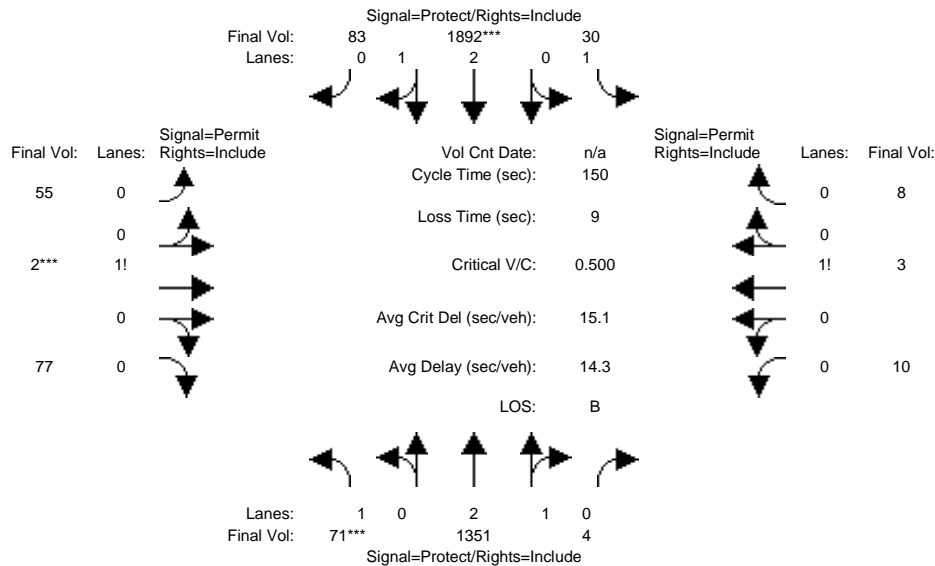 Signal=Protect/Rights=Include
Final Vol: 83 1892*** 30
Lanes: 0 1 2 0 1
Signal=Permit
Final Vol: Lanes: Rights=Include
Vol Cnt Date: n/a
Signal=Permit
Rights=Include Lanes: Final Vol:
Cycle Time (sec): 150
55 0
0 8
Loss Time (sec): 9
0
0
2*** 1!
Critical V/C: 0.500
1! 3
0
Avg Crit Del (sec/veh): 15.1
0
77 0
Avg Delay (sec/veh): 14.3
0 10
LOS: B
Lanes: 1 0 2 1 0
Final Vol: 71*** 1351 4
Signal=Protect/Rights=Include